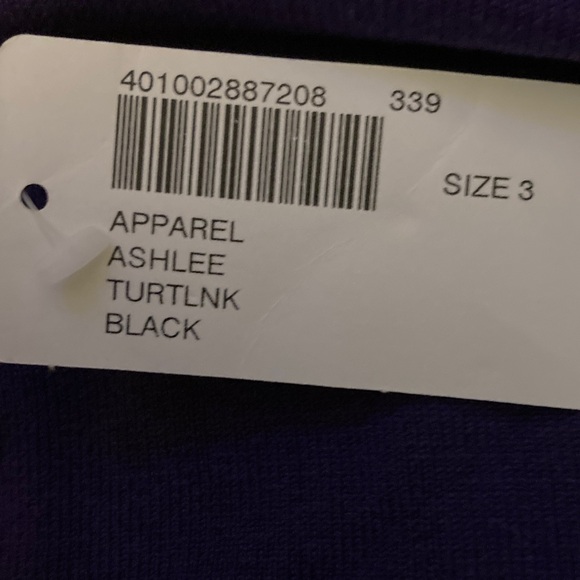 401002887208 339
SIZE 3
APPAREL
ASHLEE
TURTLNK
BLACK